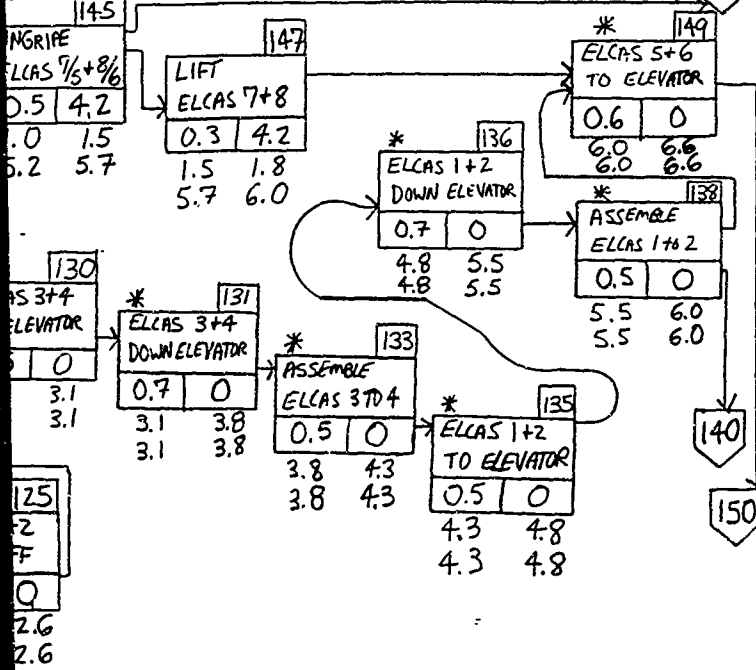 145
NGRIPE
ELCAS 7/5+8/6
0.5 4.2
.0 1.5
5.2 5.7
147
LIFT
ELCAS 7+8
0.3 4.2
1.5 1.8
5.7 6.0
* 149
ELCAS 5+6
TO ELEVATOR
0.6 0
6.0 6.6
6.0 6.6
* 136
ELCAS 1+2
DOWN ELEVATOR
0.7 0
4.8 5.5
4.8 5.5
* 138
ASSEMBLE
ELCAS 1 to 2
0.5 0
5.5 6.0
5.5 6.0
130
AS 3+4
ELEVATOR
0
3.1
3.1
* 131
ELCAS 3+4
DOWN ELEVATOR
0.7 0
3.1 3.8
3.1 3.8
* 133
ASSEMBLE
ELCAS 3 TO 4
0.5 0
3.8 4.3
3.8 4.3
* 135
ELCAS 1+2
TO ELEVATOR
0.5 0
4.3 4.8
4.3 4.8
140
150
125
+2
FF
0
2.6
2.6